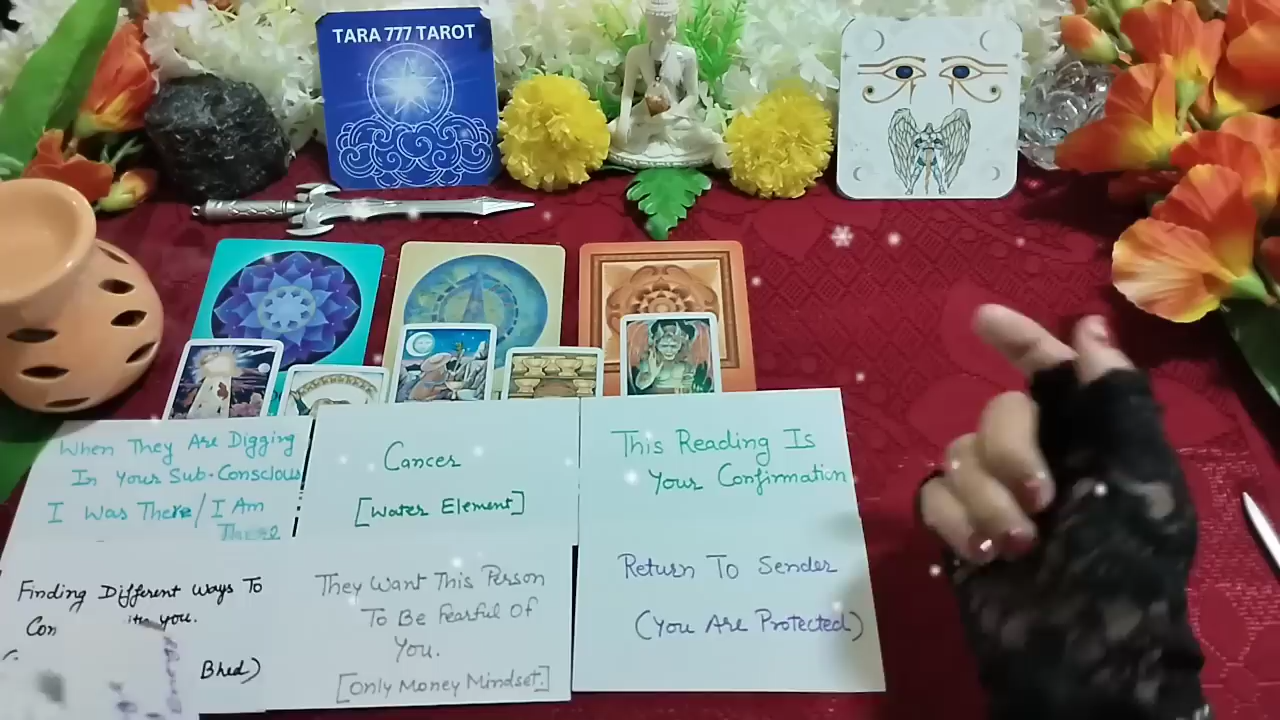 TARA 777 TAROT
When They Are Digging
In Your Sub-Conscious
I Was There/I Am
There
Cancer
[Water Element]
This Reading Is
Your Confirmation
Finding Different Ways To
you.
Bhed)
They Want This Person
To Be Fearful Of
You.
[Only Money Mindset.]
Return To Sender
(You Are Protected)